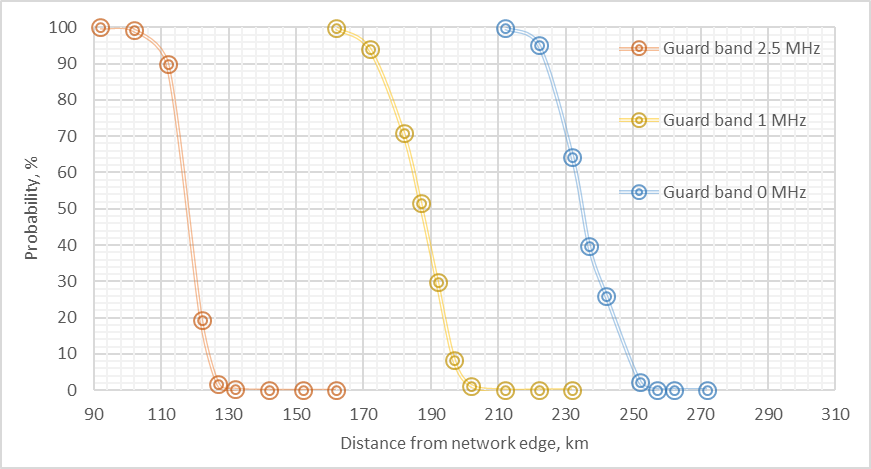 100
90
80
70
60
50
40
30
20
10
0
Probability, %
Guard band 2.5 MHz
Guard band 1 MHz
Guard band 0 MHz
90 110 130 150 170 190 210 230 250 270 290 310
Distance from network edge, km